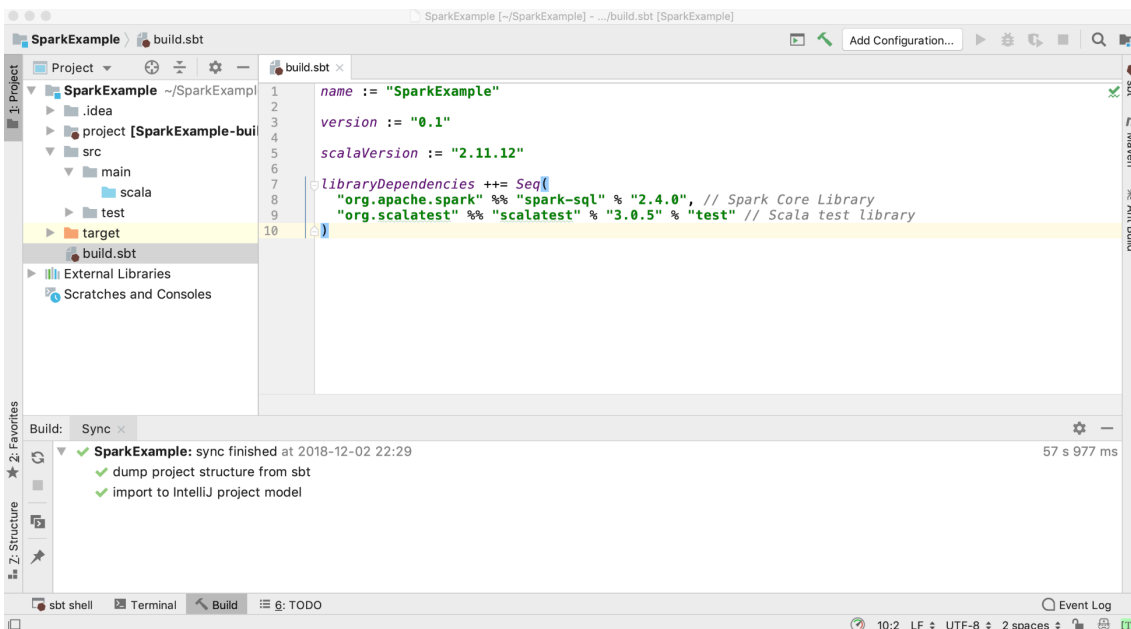 SparkExample [~/SparkExample] - .../build.sbt [SparkExample]
SparkExample
build.sbt
Add Configuration...
1: Project
Project
build.sbt
SparkExample ~/SparkExampl
.idea
project [SparkExample-buil
src
main
scala
test
target
build.sbt
External Libraries
Scratches and Consoles
1 name := "SparkExample"
2
3 version := "0.1"
4
5 scalaVersion := "2.11.12"
6
7 libraryDependencies ++= Seq(
8 "org.apache.spark" %% "spark-sql" % "2.4.0", // Spark Core Library
9 "org.scalatest" %% "scalatest" % "3.0.5" % "test" // Scala test library
10 )
sbt
Maven
Ant Build
2: Favorites
Z: Structure
Build: Sync
SparkExample: sync finished at 2018-12-02 22:29
57 s 977 ms
dump project structure from sbt
import to IntelliJ project model
sbt shell
Terminal
Build
6: TODO
Event Log
10:2 LF UTF-8 2 spaces